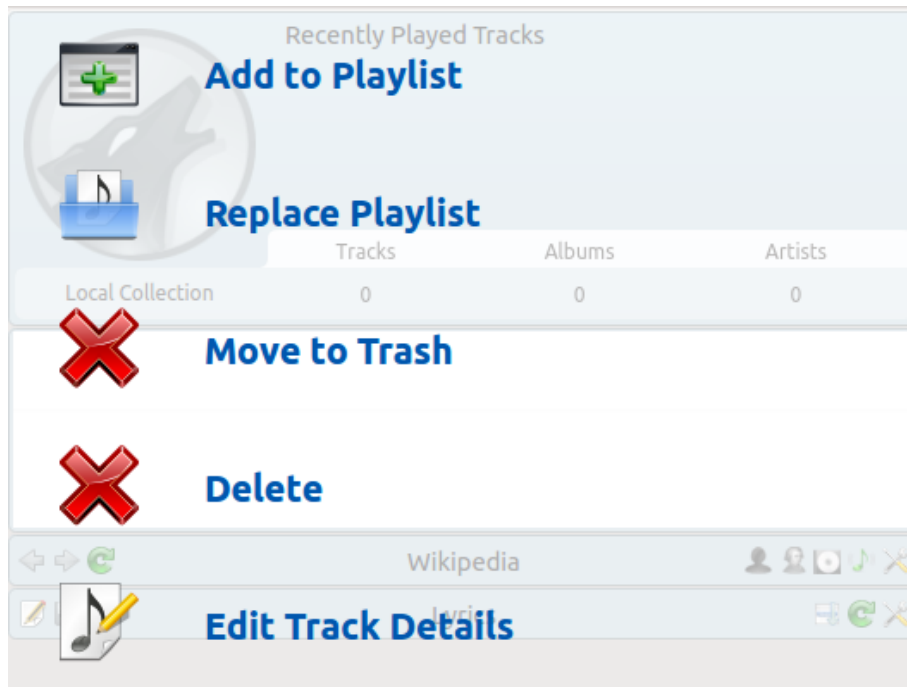 Recently Played Tracks
Add to Playlist
Replace Playlist
Tracks Albums Artists
Local Collection 0 0 0
Move to Trash
Delete
Wikipedia
Lyrics
Edit Track Details